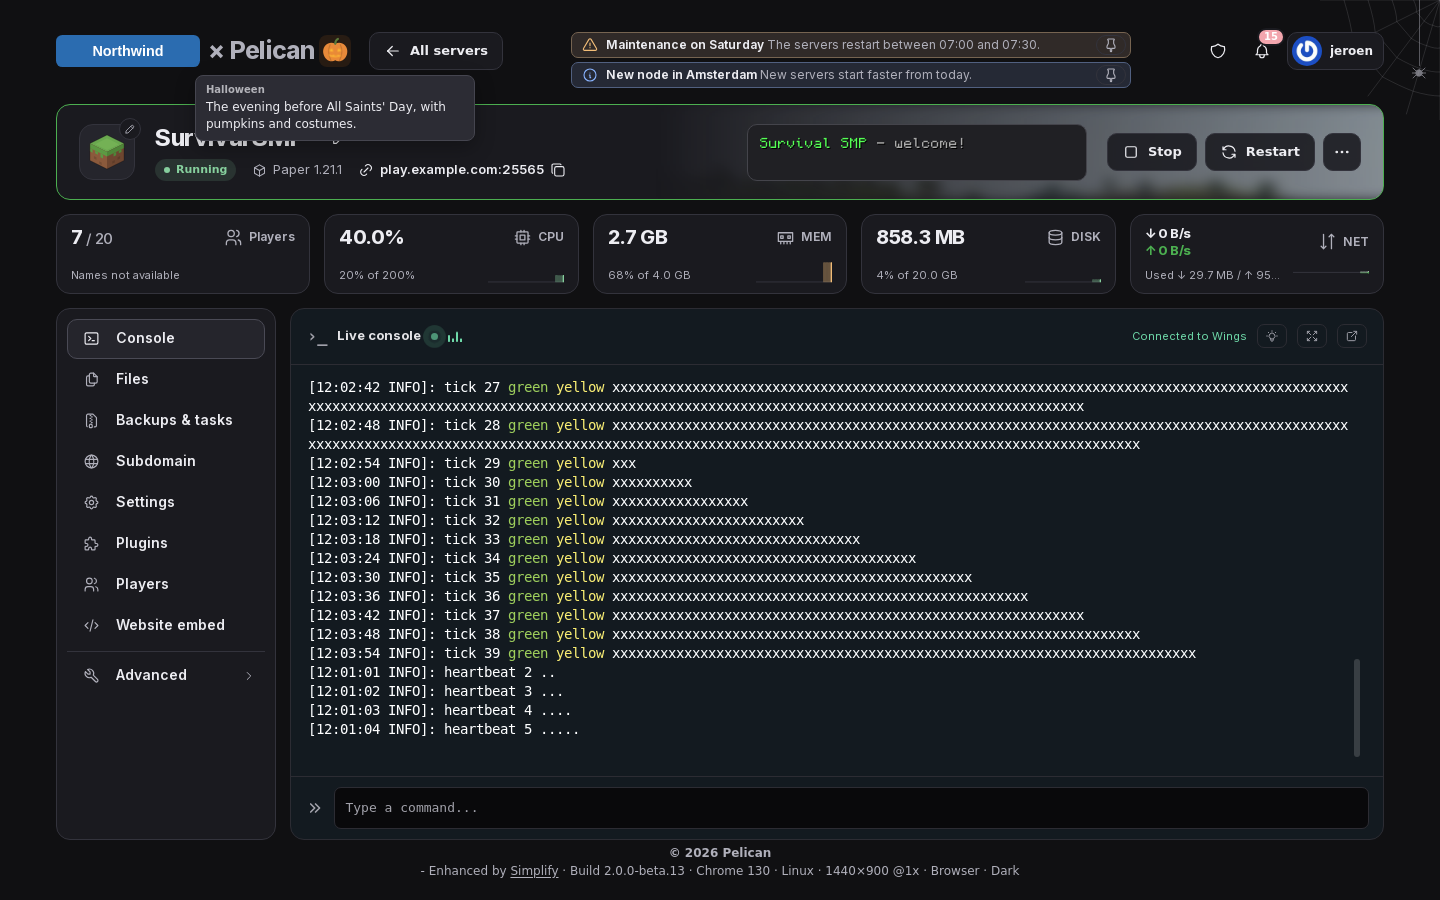 Northwind
× Pelican
All servers
Maintenance on Saturday The servers restart between 07:00 and 07:30.
New node in Amsterdam New servers start faster from today.
15
jeroen
Halloween
The evening before All Saints' Day, with
pumpkins and costumes.
Running
Paper 1.21.1
play.example.com:25565
Survival SMP - welcome!
Stop
Restart
7 / 20
Players
Names not available
40.0%
CPU
20% of 200%
2.7 GB
MEM
68% of 4.0 GB
858.3 MB
DISK
4% of 20.0 GB
↓ 0 B/s
↑ 0 B/s
NET
Used ↓ 29.7 MB / ↑ 95...
Console
Files
Backups & tasks
Subdomain
Settings
Plugins
Players
Website embed
Advanced
Live console
Connected to Wings
[12:02:42 INFO]: tick 27 green yellow xxxxxxxxxxxxxxxxxxxxxxxxxxxxxxxxxxxxxxxxxxxxxxxxxxxxxxxxxxxxxxxxxxxxxxxxxxxxxxxxxxxxxxxxxxxx
xxxxxxxxxxxxxxxxxxxxxxxxxxxxxxxxxxxxxxxxxxxxxxxxxxxxxxxxxxxxxxxxxxxxxxxxxxxxxxxxxxxxxxxxxxxxxxxxx
[12:02:48 INFO]: tick 28 green yellow xxxxxxxxxxxxxxxxxxxxxxxxxxxxxxxxxxxxxxxxxxxxxxxxxxxxxxxxxxxxxxxxxxxxxxxxxxxxxxxxxxxxxxxxxxxx
xxxxxxxxxxxxxxxxxxxxxxxxxxxxxxxxxxxxxxxxxxxxxxxxxxxxxxxxxxxxxxxxxxxxxxxxxxxxxxxxxxxxxxxxxxxxxxxxxxxxxxxx
[12:02:54 INFO]: tick 29 green yellow xxx
[12:03:00 INFO]: tick 30 green yellow xxxxxxxxxx
[12:03:06 INFO]: tick 31 green yellow xxxxxxxxxxxxxxxxx
[12:03:12 INFO]: tick 32 green yellow xxxxxxxxxxxxxxxxxxxxxxxx
[12:03:18 INFO]: tick 33 green yellow xxxxxxxxxxxxxxxxxxxxxxxxxxxxxxx
[12:03:24 INFO]: tick 34 green yellow xxxxxxxxxxxxxxxxxxxxxxxxxxxxxxxxxxxxxx
[12:03:30 INFO]: tick 35 green yellow xxxxxxxxxxxxxxxxxxxxxxxxxxxxxxxxxxxxxxxxxxxxx
[12:03:36 INFO]: tick 36 green yellow xxxxxxxxxxxxxxxxxxxxxxxxxxxxxxxxxxxxxxxxxxxxxxxxxxxx
[12:03:42 INFO]: tick 37 green yellow xxxxxxxxxxxxxxxxxxxxxxxxxxxxxxxxxxxxxxxxxxxxxxxxxxxxxxxxxxx
[12:03:48 INFO]: tick 38 green yellow xxxxxxxxxxxxxxxxxxxxxxxxxxxxxxxxxxxxxxxxxxxxxxxxxxxxxxxxxxxxxxxxxx
[12:03:54 INFO]: tick 39 green yellow xxxxxxxxxxxxxxxxxxxxxxxxxxxxxxxxxxxxxxxxxxxxxxxxxxxxxxxxxxxxxxxxxxxxxxxxx
[12:01:01 INFO]: heartbeat 2 ..
[12:01:02 INFO]: heartbeat 3 ...
[12:01:03 INFO]: heartbeat 4 ....
[12:01:04 INFO]: heartbeat 5 .....
Type a command...
© 2026 Pelican
- Enhanced by Simplify · Build 2.0.0-beta.13 · Chrome 130 · Linux · 1440×900 @1x · Browser · Dark